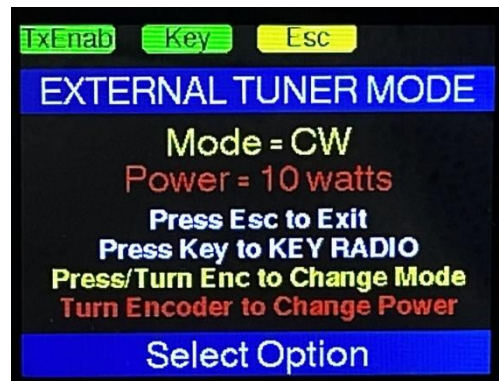 TxEnab Key Esc
EXTERNAL TUNER MODE
Mode = CW
Power = 10 watts
Press Esc to Exit
Press Key to KEY RADIO
Press/Turn Enc to Change Mode
Turn Encoder to Change Power
Select Option